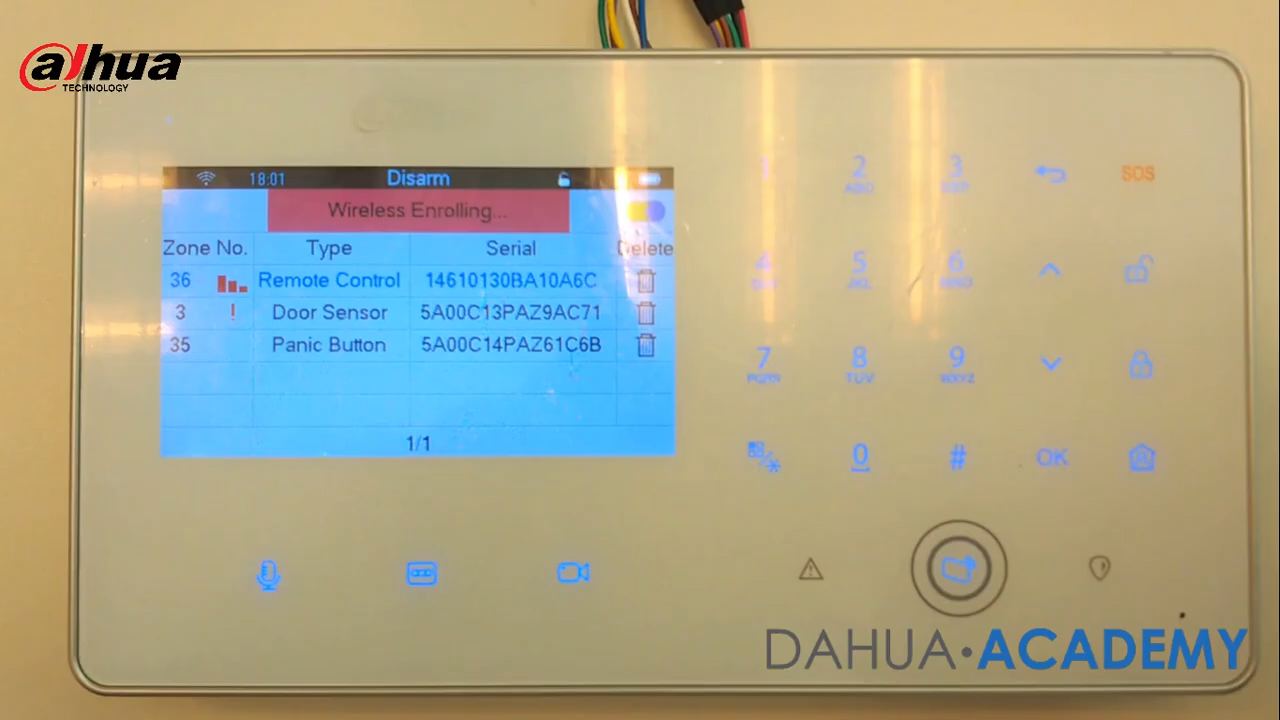 alhua
TECHNOLOGY
18:01 Disarm
Wireless Enrolling...
Zone No. Type Serial Delete
36 Remote Control 14610130BA10A6C
3 ! Door Sensor 5A00C13PAZ9AC71
35 Panic Button 5A00C14PAZ61C6B
1/1
1 2 3 SOS
ABC DEF
4 5 6
GHI JKL MNO
7 8 9
PQRS TUV WXYZ
0 # OK
DAHUA•ACADEMY